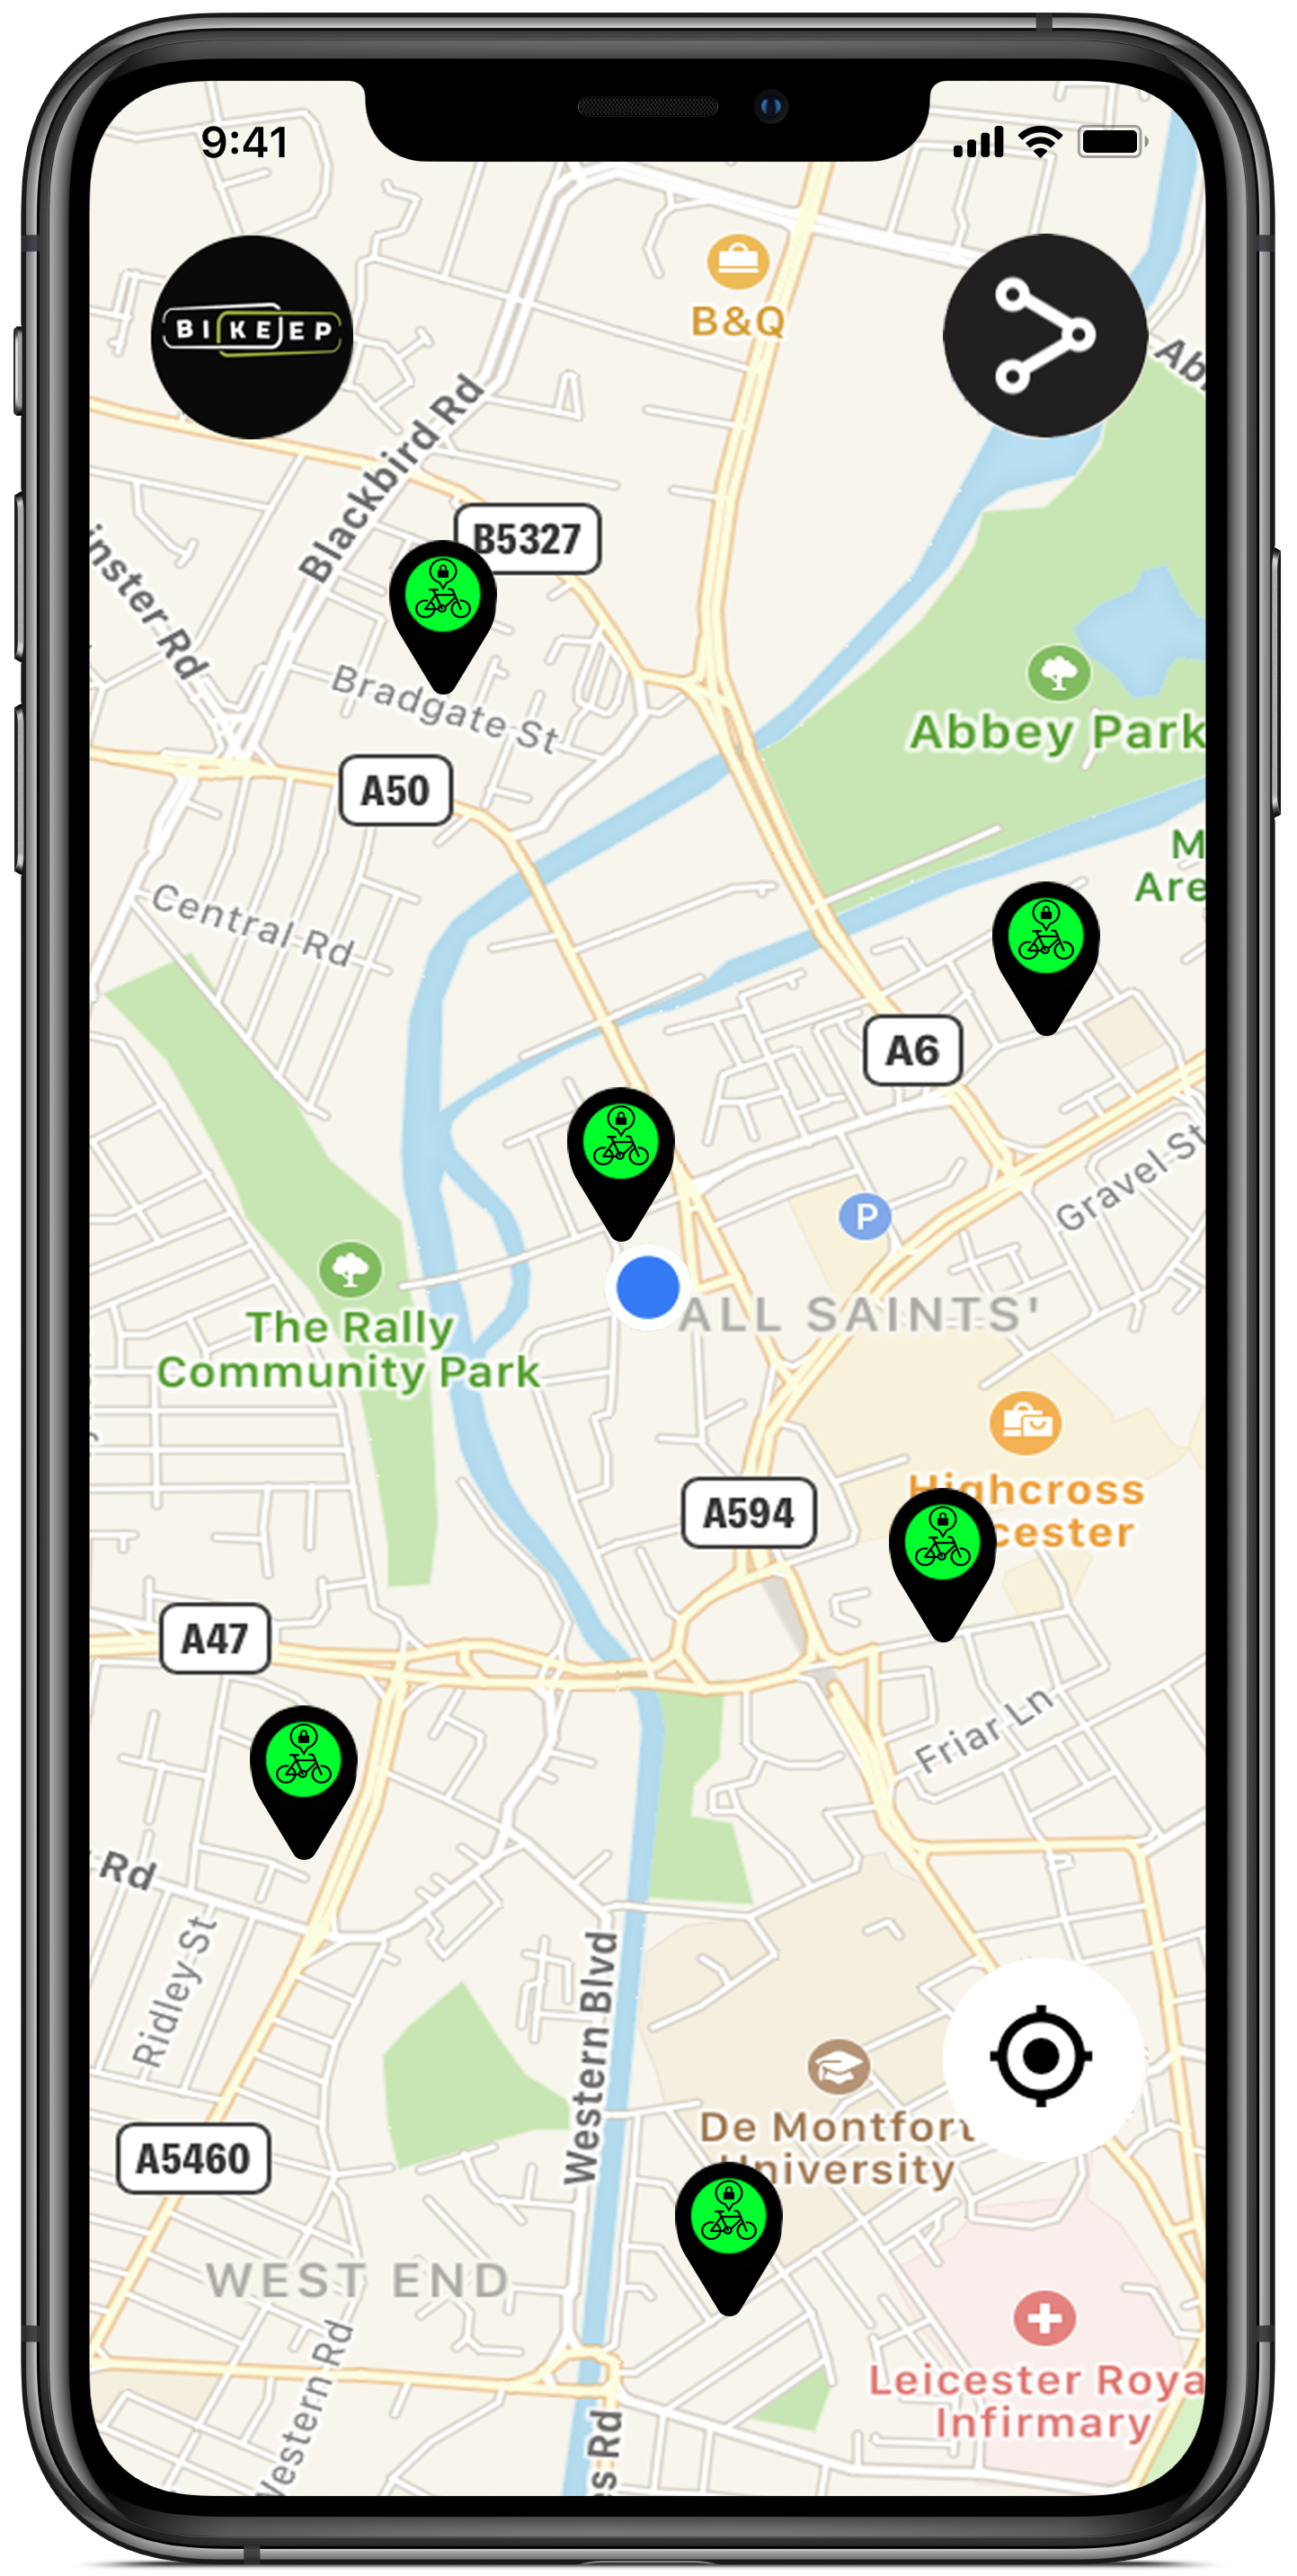 9:41
B&Q
BIKEEP
Abb
Blackbird Rd
B5327
inster Rd
Bradgate St
Abbey Park
A50
M
Are
Central Rd
A6
Gravel St
P
ALL SAINTS'
The Rally
Community Park
Highcross
cester
A594
A47
Friar Ln
Rd
Ridley St
Western Blvd
De Montfort
University
A5460
WEST END
Western Rd
Leicester Roya
Infirmary
es Rd